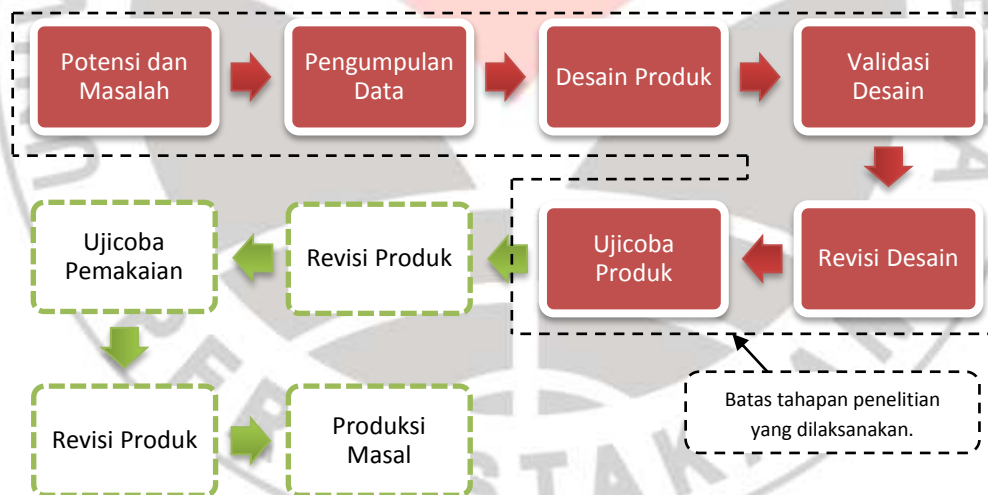 Potensi dan
Masalah
Pengumpulan
Data
Desain Produk
Validasi
Desain
Ujicoba
Pemakaian
Revisi Produk
Ujicoba
Produk
Revisi Desain
Revisi Produk
Produksi
Masal
Batas tahapan penelitian
yang dilaksanakan.